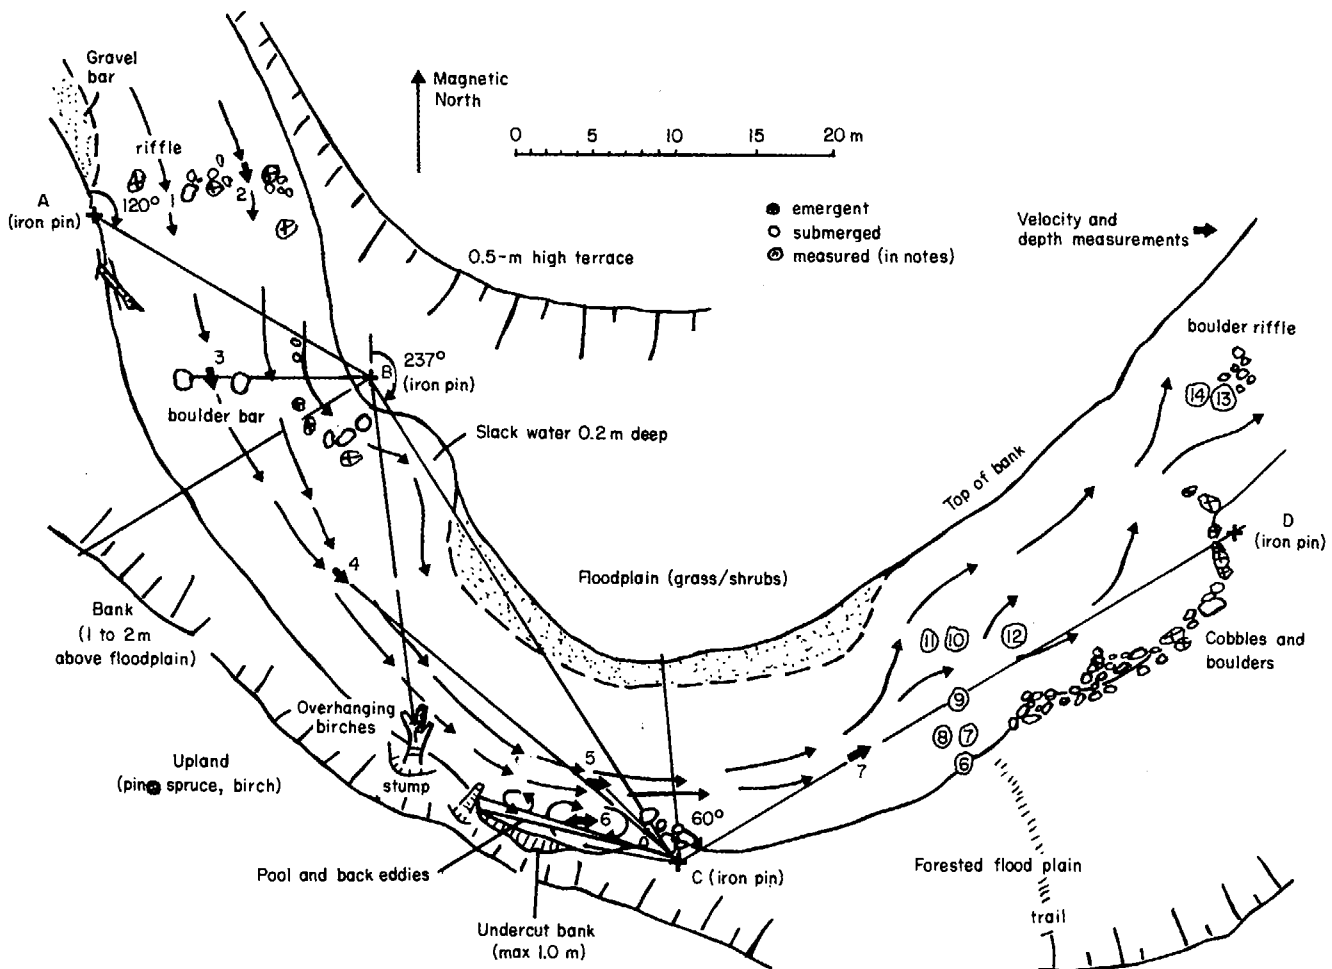 Gravel
bar
Magnetic
North
0 5 10 15 20 m
riffle
1
2
A
(iron pin)
120°
emergent
submerged
measured (in notes)
Velocity and
depth measurements
0.5-m high terrace
boulder riffle
3
237°
B
(iron pin)
14
13
boulder bar
Slack water 0.2 m deep
Top of bank
D
(iron pin)
4
Floodplain (grass/shrubs)
Bank
(1 to 2 m
above floodplain)
11
10
12
Cobbles and
boulders
9
Overhanging
birches
8
7
6
Upland
(pine spruce, birch)
stump
5
7
6
60°
Pool and back eddies
C (iron pin)
Forested flood plain
trail
Undercut bank
(max 1.0 m)